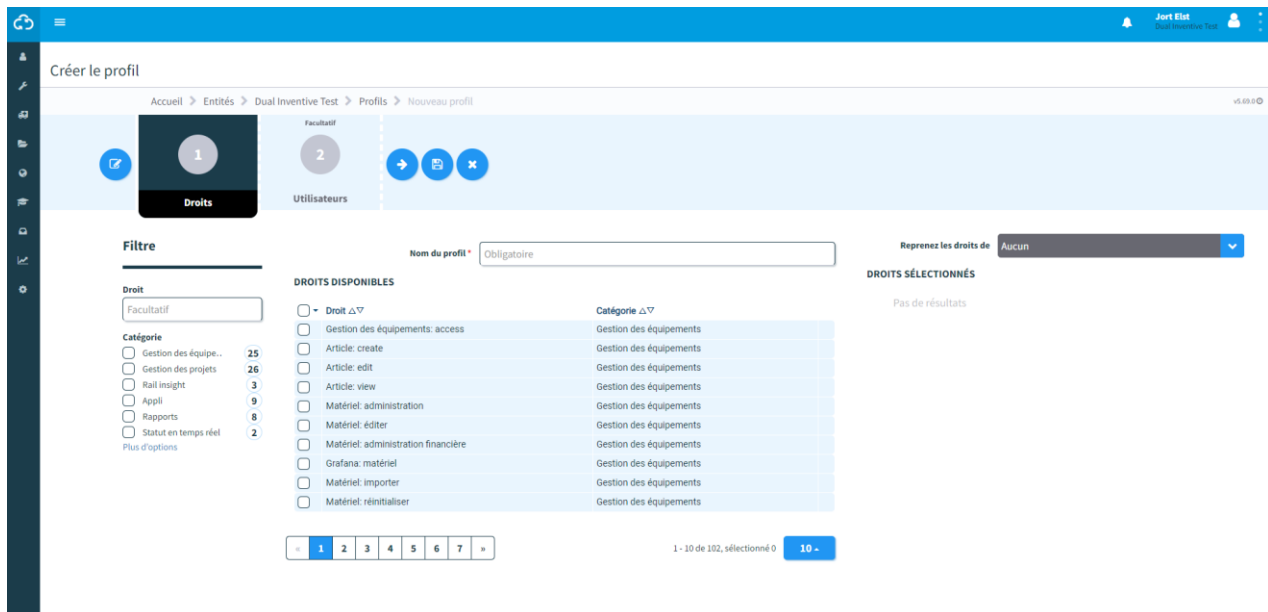 Jort Elst
Dual Inventive Test
Créer le profil
Accueil > Entités > Dual Inventive Test > Profils > Nouveau profil
v5.69.0
1
Droits
Facultatif
2
Utilisateurs
Filtre
Droit
Facultatif
Catégorie
Gestion des équipe.. 25
Gestion des projets 26
Rail insight 3
Appli 9
Rapports 8
Statut en temps réel 2
Plus d'options
Nom du profil * Obligatoire
DROITS DISPONIBLES
Droit Catégorie
Gestion des équipements: access Gestion des équipements
Article: create Gestion des équipements
Article: edit Gestion des équipements
Article: view Gestion des équipements
Matériel: administration Gestion des équipements
Matériel: éditer Gestion des équipements
Matériel: administration financière Gestion des équipements
Grafana: matériel Gestion des équipements
Matériel: importer Gestion des équipements
Matériel: réinitialiser Gestion des équipements
« 1 2 3 4 5 6 7 »
1 - 10 de 102, sélectionné 0 10
Reprenez les droits de Aucun
DROITS SÉLECTIONNÉS
Pas de résultats